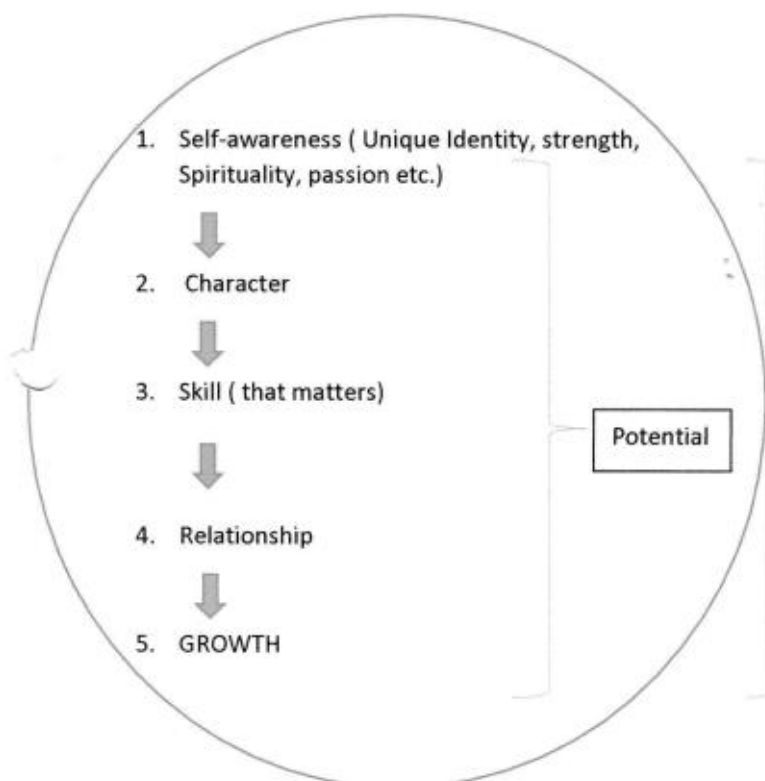 1. Self-awareness ( Unique Identity, strength,
Spirituality, passion etc.)
2. Character
3. Skill ( that matters)
Potential
4. Relationship
5. GROWTH